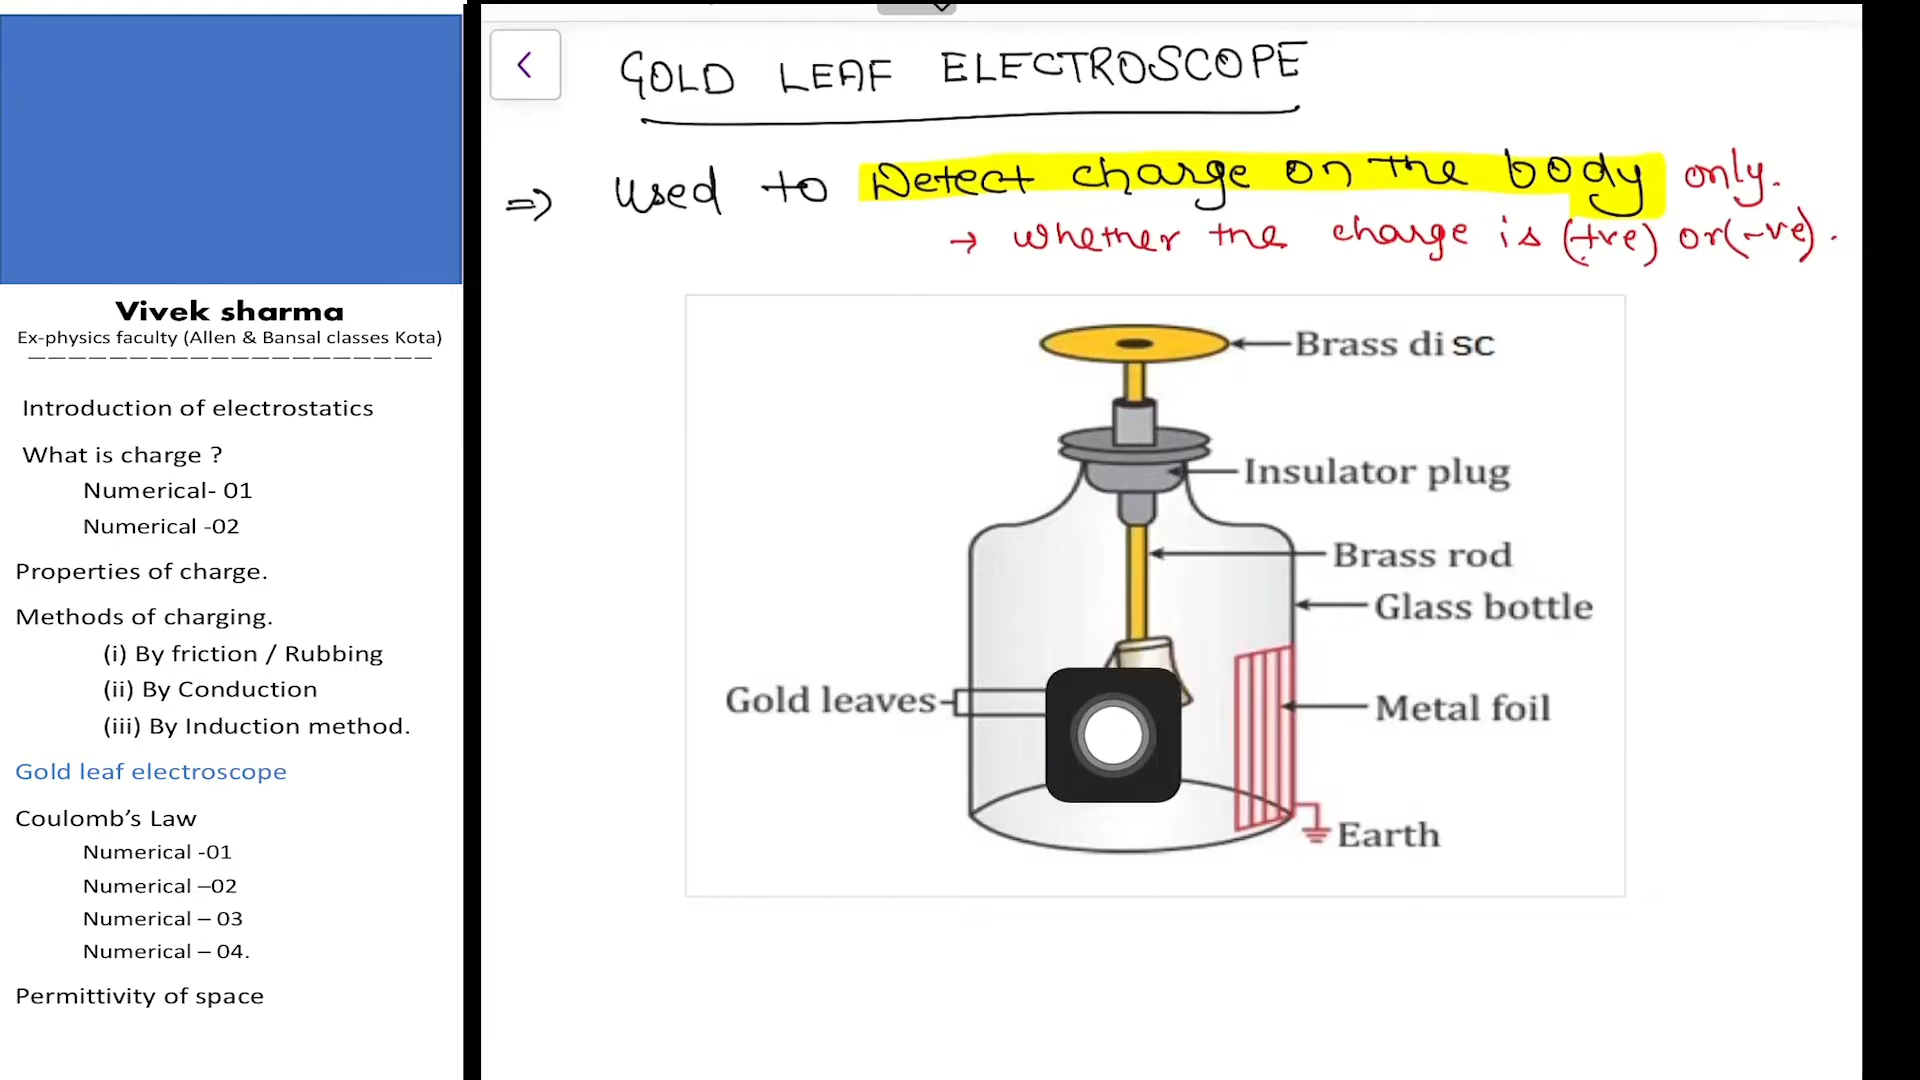 Vivek sharma
Ex-physics faculty (Allen & Bansal classes Kota)
Introduction of electrostatics
What is charge ?
Numerical- 01
Numerical -02
Properties of charge.
Methods of charging.
(i) By friction / Rubbing
(ii) By Conduction
(iii) By Induction method.
Gold leaf electroscope
Coulomb’s Law
Numerical -01
Numerical –02
Numerical – 03
Numerical – 04.
Permittivity of space
GOLD LEAF ELECTROSCOPE
⇒ Used to Detect charge on the body only.
→ whether the charge is (+ve) or (-ve).
Brass disc
Insulator plug
Brass rod
Glass bottle
Gold leaves
Metal foil
Earth